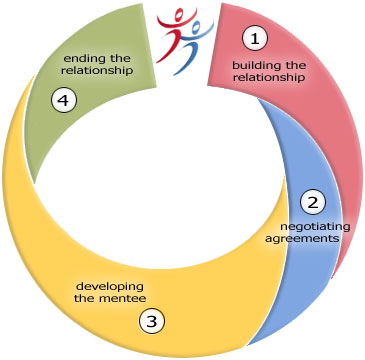 1
building the
relationship
2
negotiating
agreements
developing
the mentee
3
ending the
relationship
4